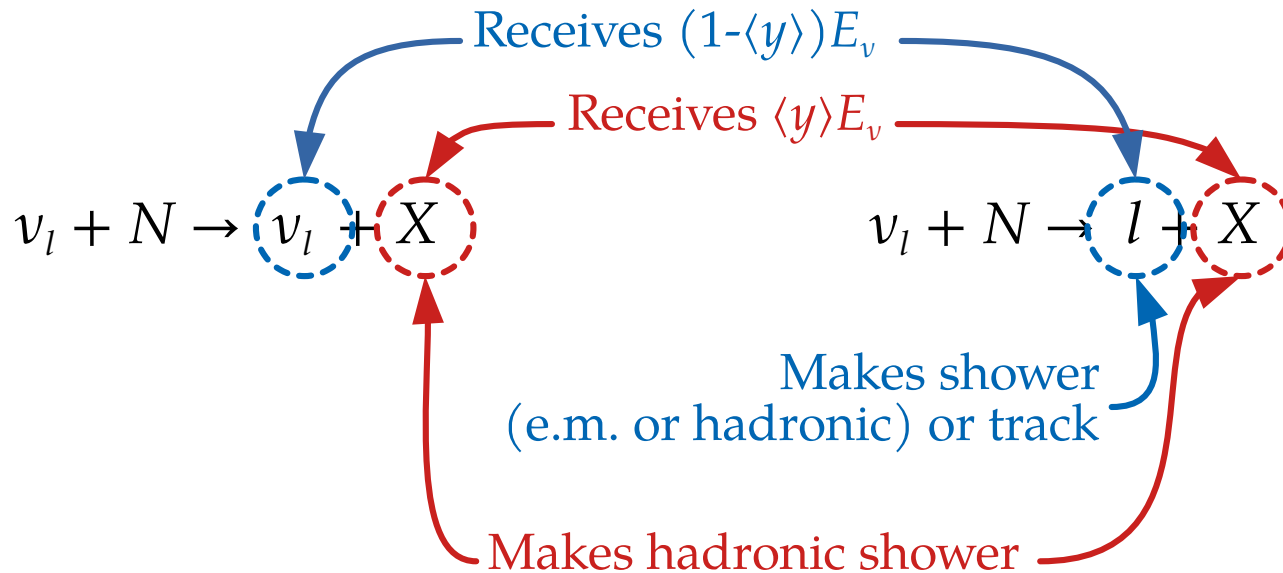 Receives (1-⟨y⟩)E_ν
Receives ⟨y⟩E_ν
ν_l + N → ν_l + X
ν_l + N → l + X
Makes shower
(e.m. or hadronic) or track
Makes hadronic shower